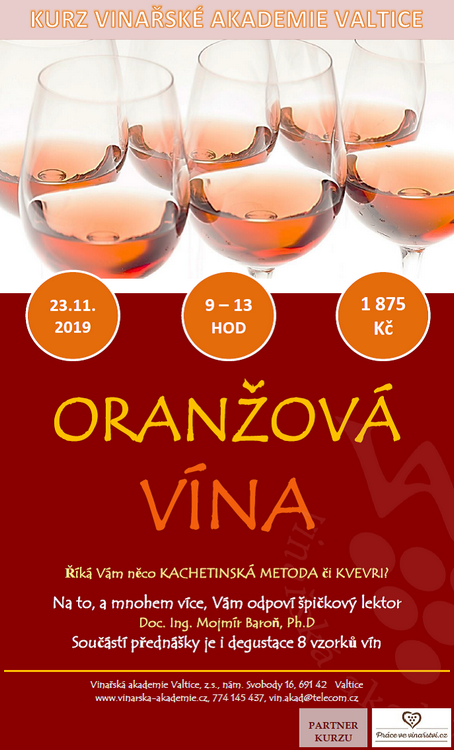 KURZ VINAŘSKÉ AKADEMIE VALTICE
23.11.
2019
9 – 13
HOD
1 875
Kč
ORANŽOVÁ
VÍNA
Říká Vám něco KACHETINSKÁ METODA či KVEVRI?
Na to, a mnohem více, Vám odpoví špičkový lektor
Doc. Ing. Mojmír Baroň, Ph.D
Součástí přednášky je i degustace 8 vzorků vín
Vinařská akademie Valtice, z.s., nám. Svobody 16, 691 42 Valtice
www.vinarska-akademie.cz, 774 145 437, vin.akad@telecom.cz
PARTNER
KURZU
Práce ve vinařství.cz